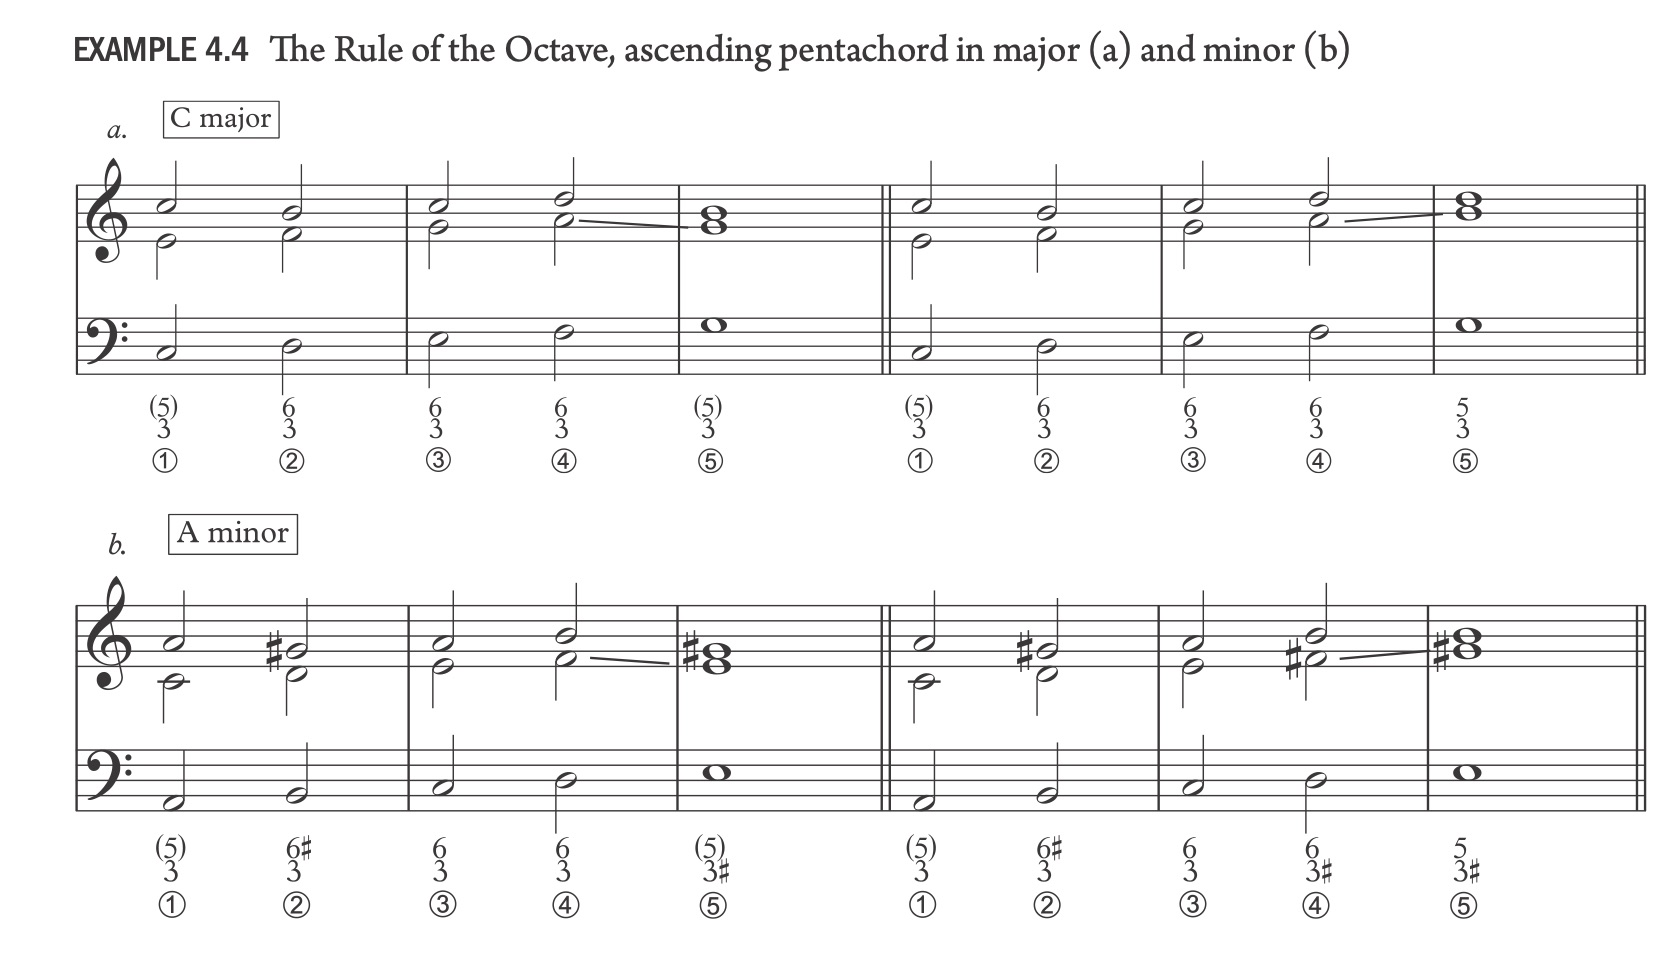 EXAMPLE 4.4 The Rule of the Octave, ascending pentachord in major (a) and minor (b)
a. C major
(5) 6 6 6 (5) (5) 6 6 6 5
3 3 3 3 3 3 3 3 3 3
① ② ③ ④ ⑤ ① ② ③ ④ ⑤
b. A minor
(5) 6♯ 6 6 (5) (5) 6♯ 6 6 5
3 3 3 3 3♯ 3 3 3 3♯ 3♯
① ② ③ ④ ⑤ ① ② ③ ④ ⑤